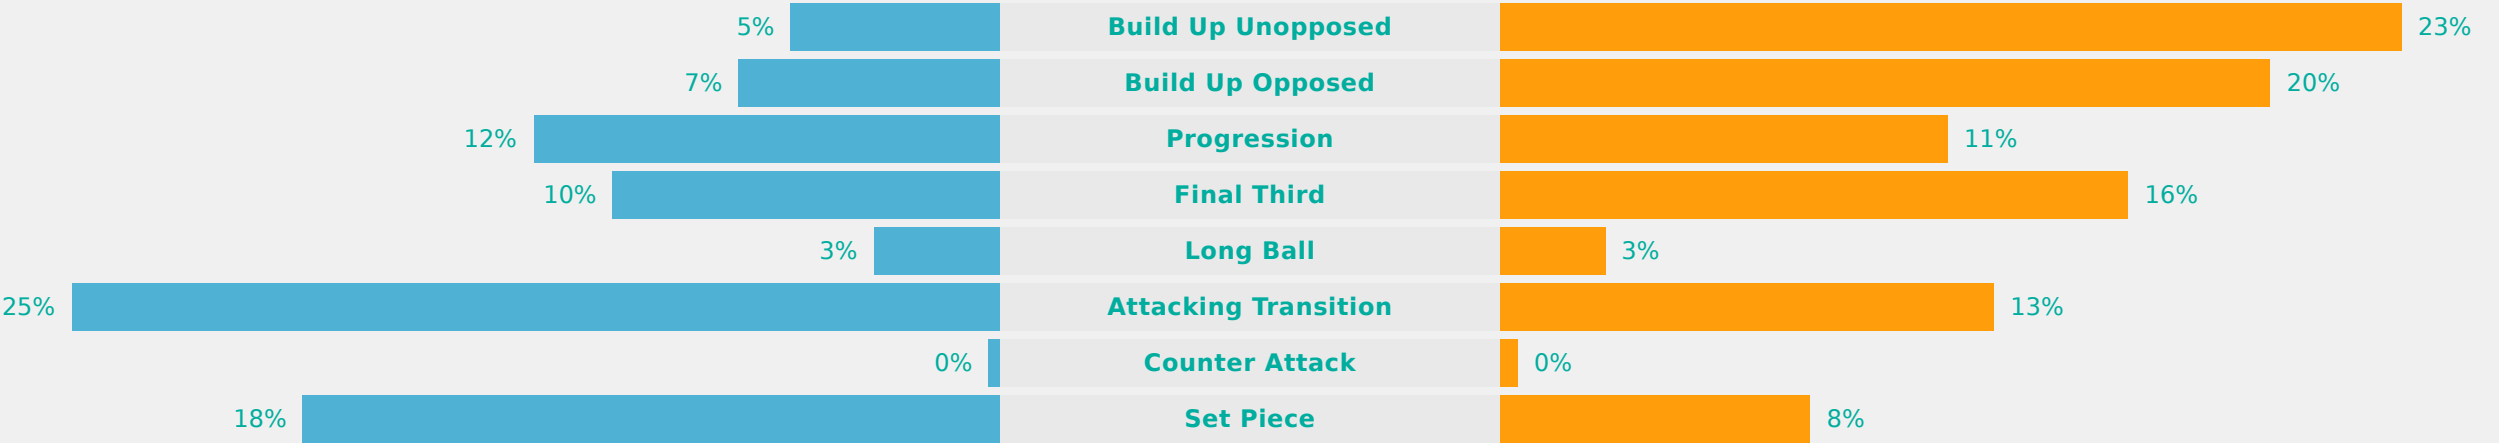 5% Build Up Unopposed 23%
7% Build Up Opposed 20%
12% Progression 11%
10% Final Third 16%
3% Long Ball 3%
25% Attacking Transition 13%
0% Counter Attack 0%
18% Set Piece 8%